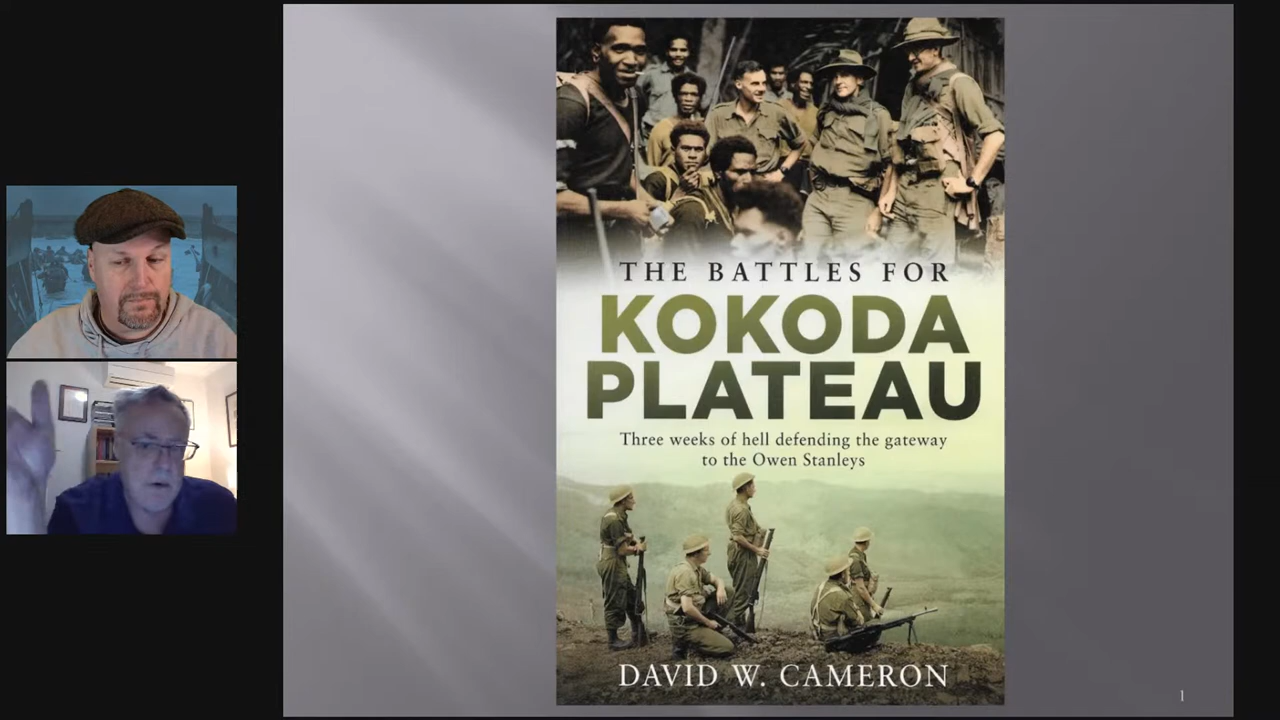 THE BATTLES FOR
KOKODA
PLATEAU
Three weeks of hell defending the gateway
to the Owen Stanleys
DAVID W. CAMERON
1